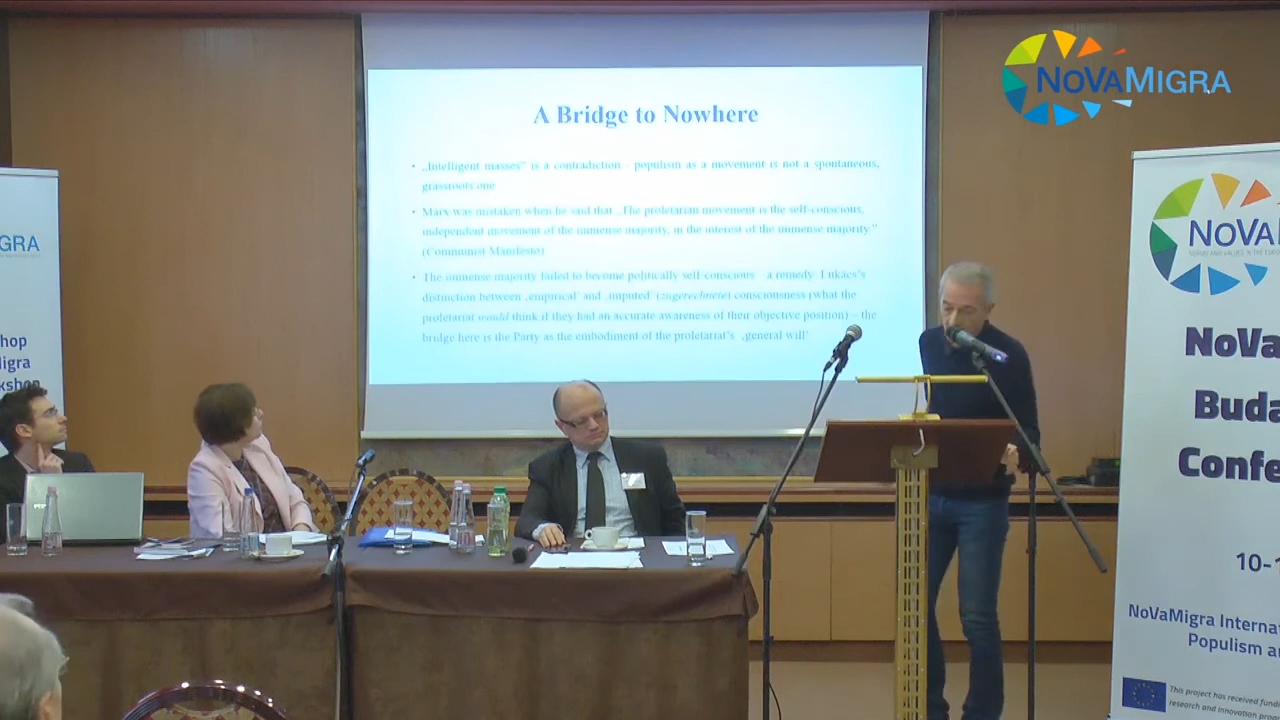 A Bridge to Nowhere
• „Intelligent masses” is a contradiction - populism as a movement is not a spontaneous,
grassroots one
• Marx was mistaken when he said that „The proletarian movement is the self-conscious,
independent movement of the immense majority, in the interest of the immense majority.”
(Communist Manifesto)
• The immense majority failed to become politically self-conscious – a remedy: Lukács's
distinction between ‚empirical' and ‚imputed' (zugerechnete) consciousness (what the
proletariat would think if they had an accurate awareness of their objective position) – the
bridge here is the Party as the embodiment of the proletariat's ‚general will'
NOVAMIGRA
GRA
hop
igra
kshop
NOVA
NoVa
Buda
Confe
10-1
NoVaMigra Internat
Populism a
This project has received fund
research and innovation pro